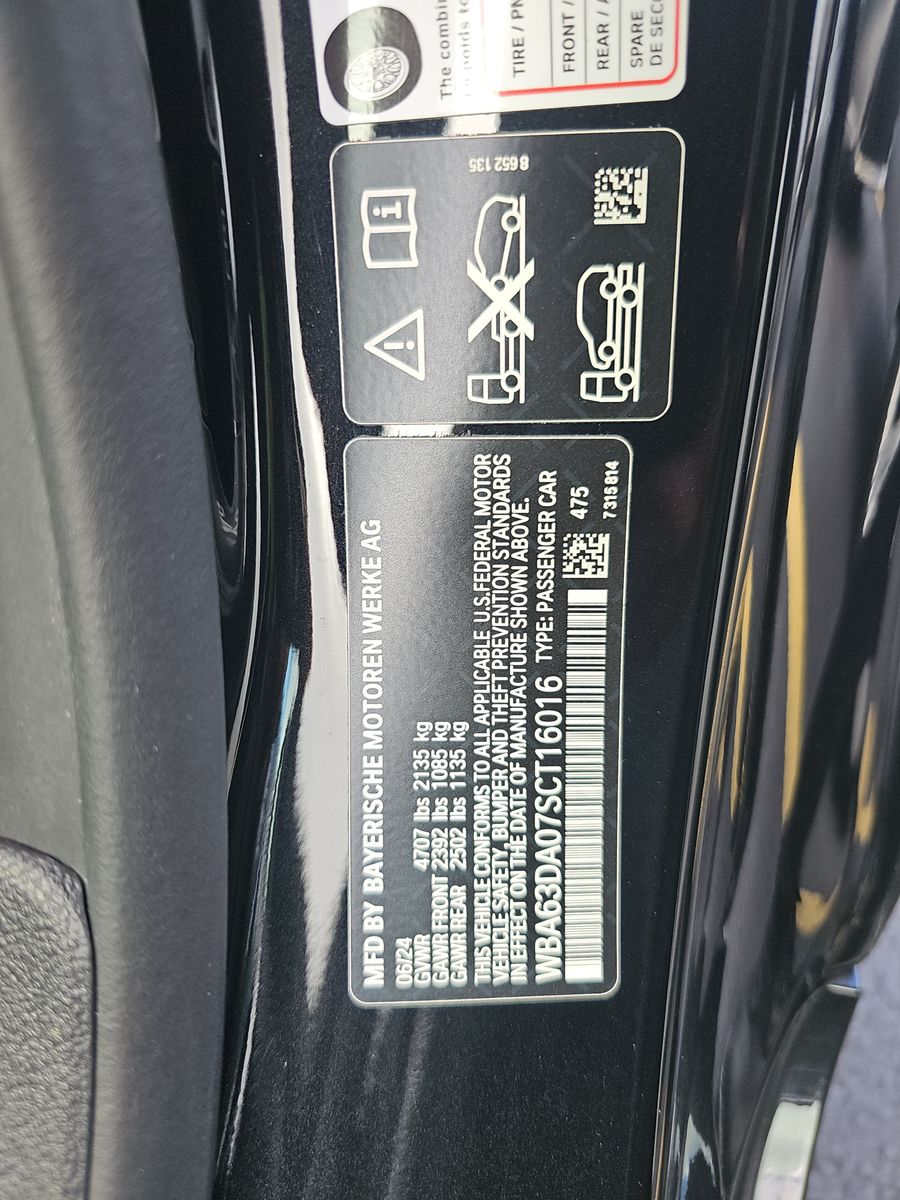 MFD BY BAYERISCHE MOTOREN WERKE AG
06/24
GVWR 4707 lbs 2135 kg
GAWR FRONT 2392 lbs 1085 kg
GAWR REAR 2502 lbs 1135 kg
THIS VEHICLE CONFORMS TO ALL APPLICABLE U.S.FEDERAL MOTOR
VEHICLE SAFETY, BUMPER AND THEFT PREVENTION STANDARDS
IN EFFECT ON THE DATE OF MANUFACTURE SHOWN ABOVE.
WBA63DA07SCT16016 TYPE: PASSENGER CAR
475
7315814
i
!
8 652 135
The combin
TIRE / PN
FRONT /
REAR / A
SPARE
DE SECO